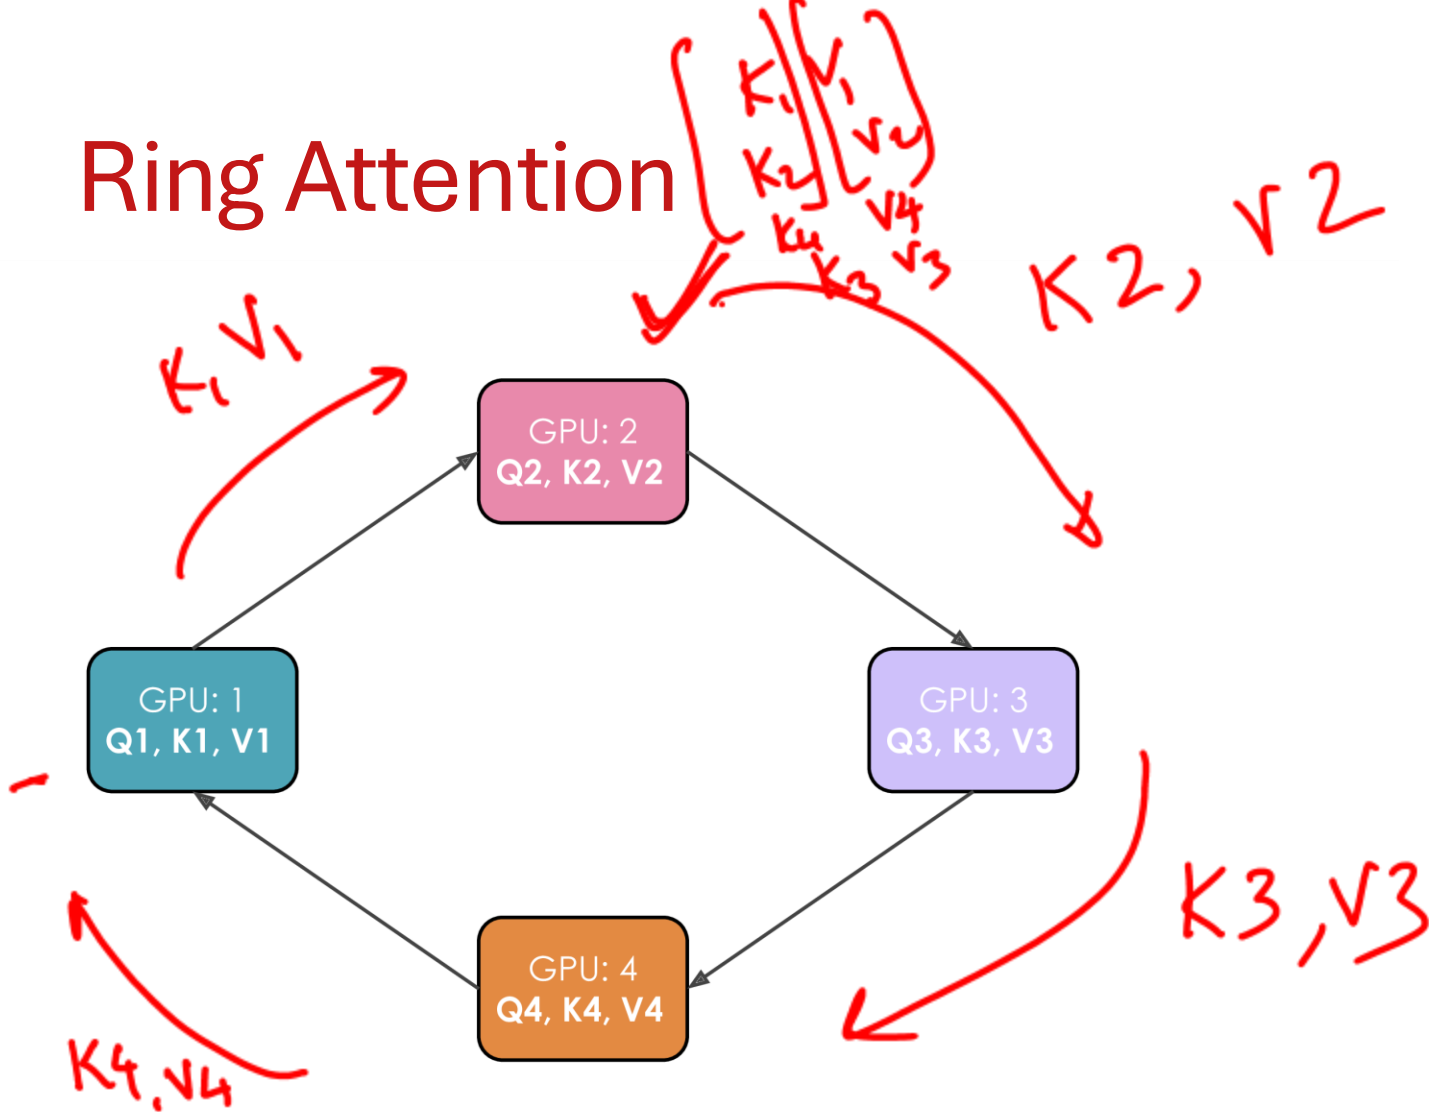 Ring Attention
K1 V1
K2 V2
K4 V4
K3 V3
K2, V2
K1 V1
GPU: 2
Q2, K2, V2
GPU: 1
Q1, K1, V1
GPU: 3
Q3, K3, V3
K3, V3
GPU: 4
Q4, K4, V4
K4, V4